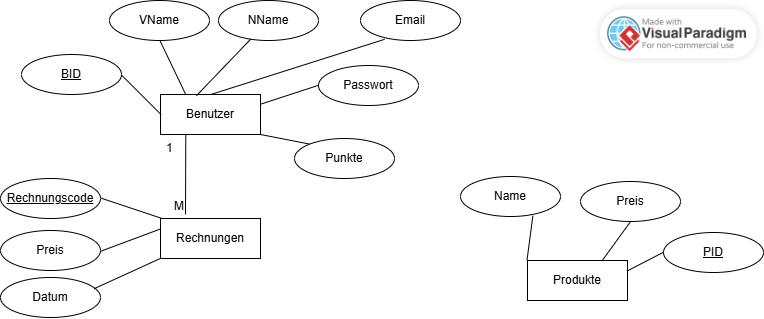 VName
NName
Email
Made with
Visual Paradigm
For non-commercial use
BID
Passwort
Benutzer
1
Punkte
Rechnungscode
M
Name
Preis
Rechnungen
Preis
PID
Produkte
Datum